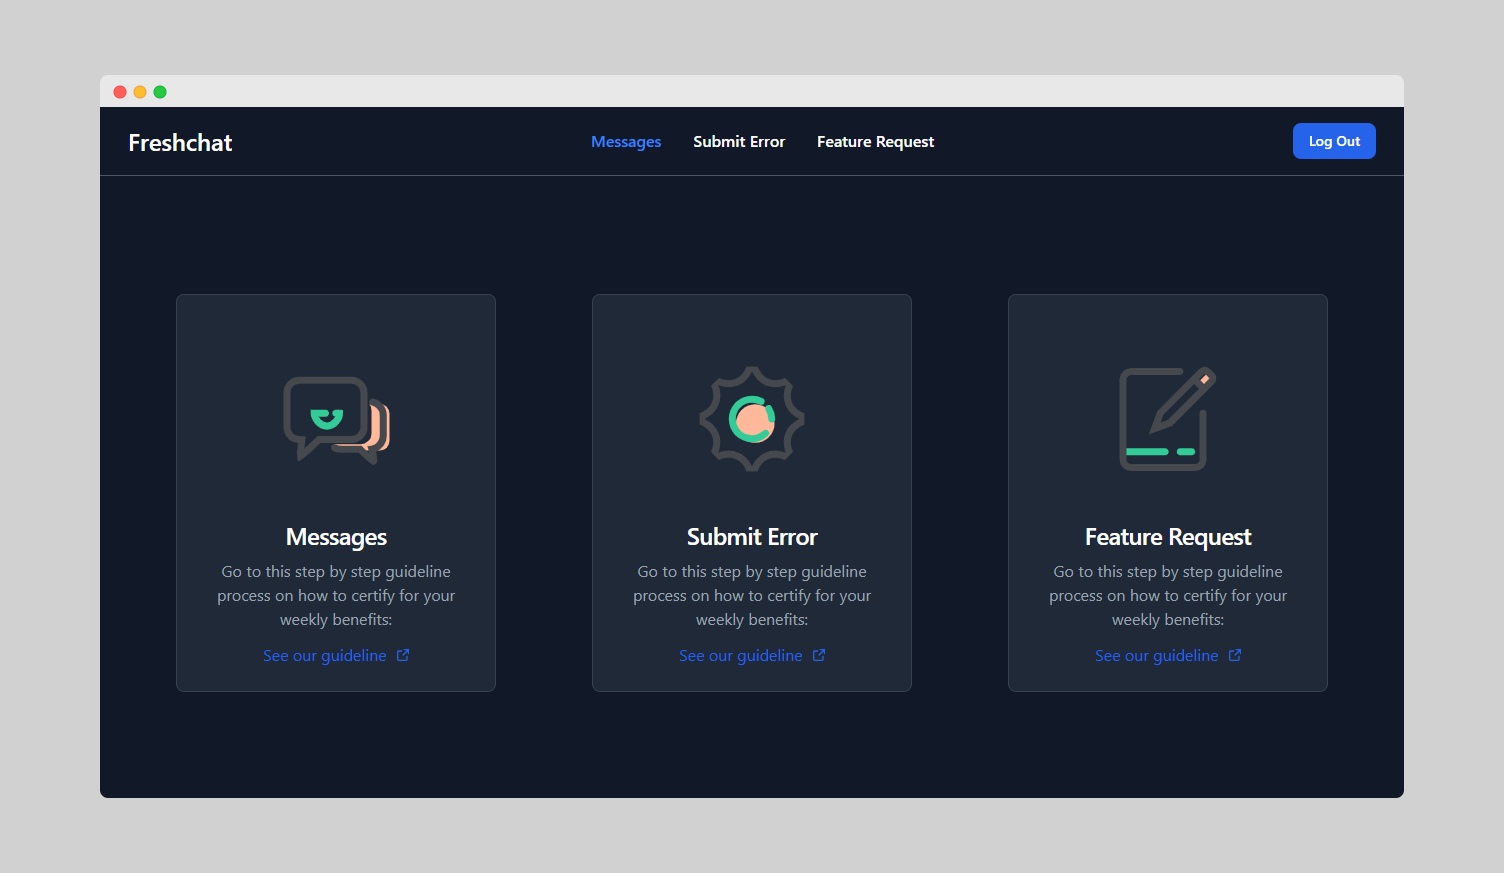 Freshchat
Messages
Submit Error
Feature Request
Log Out
Messages
Go to this step by step guideline
process on how to certify for your
weekly benefits:
See our guideline
Submit Error
Go to this step by step guideline
process on how to certify for your
weekly benefits:
See our guideline
Feature Request
Go to this step by step guideline
process on how to certify for your
weekly benefits:
See our guideline